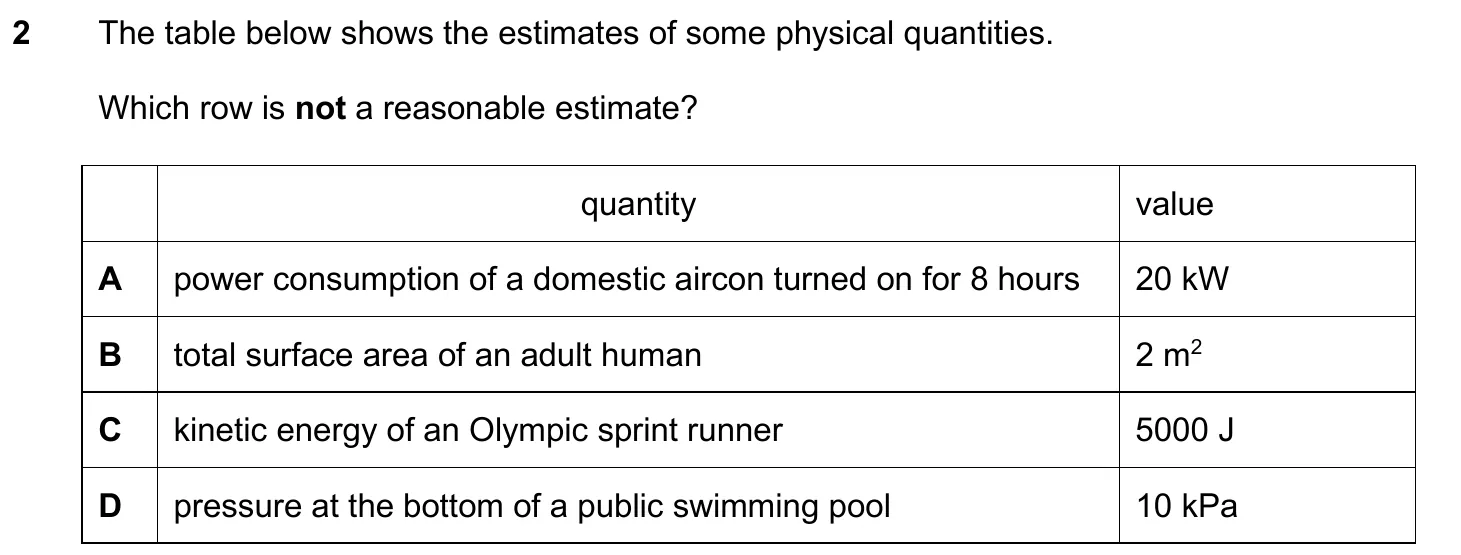 2 The table below shows the estimates of some physical quantities.
Which row is not a reasonable estimate?
quantity value
A power consumption of a domestic aircon turned on for 8 hours 20 kW
B total surface area of an adult human 2 m²
C kinetic energy of an Olympic sprint runner 5000 J
D pressure at the bottom of a public swimming pool 10 kPa